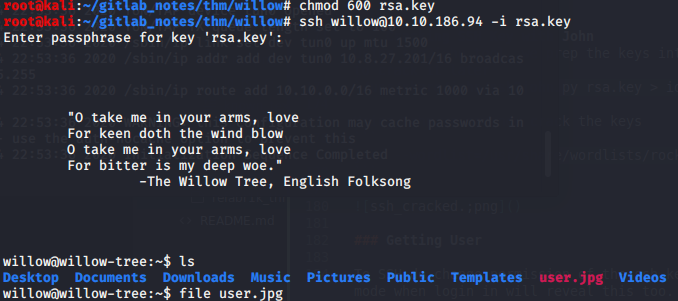 root@kali:~/gitlab_notes/thm/willow# chmod 600 rsa.key
root@kali:~/gitlab_notes/thm/willow# ssh willow@10.10.186.94 -i rsa.key
Enter passphrase for key 'rsa.key':
"O take me in your arms, love
For keen doth the wind blow
O take me in your arms, love
For bitter is my deep woe."
-The Willow Tree, English Folksong
README.md
### Getting User
willow@willow-tree:~$ ls
Desktop Documents Downloads Music Pictures Public Templates user.jpg Videos
willow@willow-tree:~$ file user.jpg